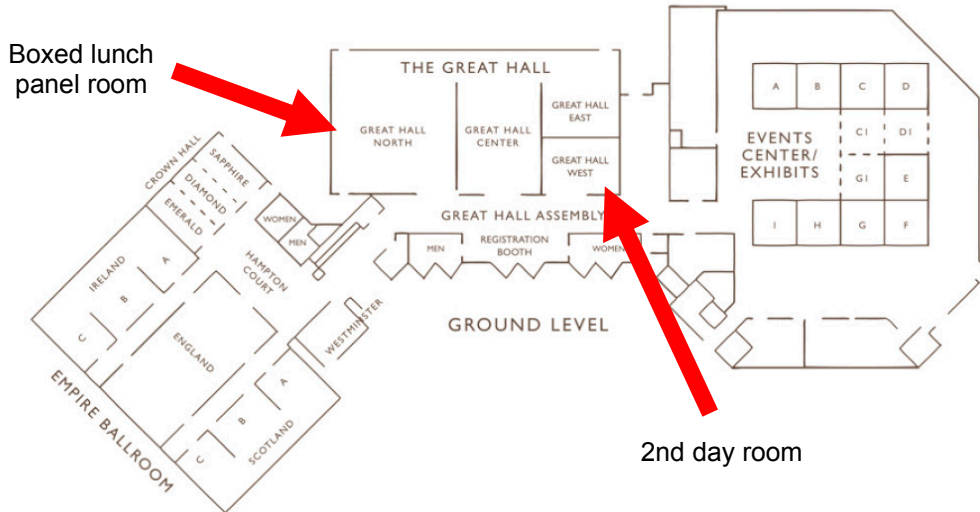 Boxed lunch
panel room
THE GREAT HALL
GREAT HALL
NORTH
GREAT HALL
CENTER
GREAT HALL
EAST
GREAT HALL
WEST
GREAT HALL ASSEMBLY
MEN
REGISTRATION
BOOTH
WOMEN
GROUND LEVEL
2nd day room
EVENTS
CENTER/
EXHIBITS
A
B
C
D
C1
D1
G1
E
I
H
G
F
CROWN HALL
SAPPHIRE
DIAMOND
EMERALD
WOMEN
MEN
HAMPTON
COURT
IRELAND
A
B
C
ENGLAND
WESTMINSTER
SCOTLAND
A
B
C
EMPIRE BALLROOM